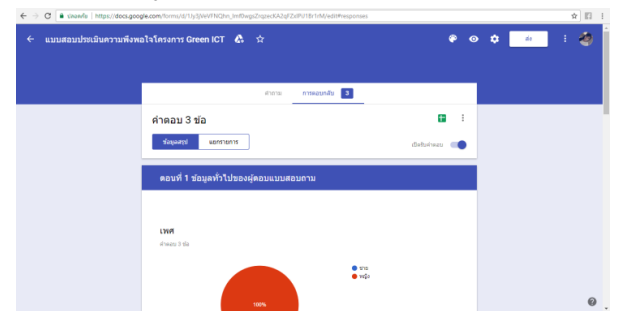 ปลอดภัย | https://docs.google.com/forms/d/
แบบสอบประเมินความพึงพอใจโครงการ Green ICT
ส่ง
คำถาม การตอบกลับ 3
คำตอบ 3 ข้อ
ข้อมูลสรุป แยกรายการ
เปิดรับคำตอบ
ตอนที่ 1 ข้อมูลทั่วไปของผู้ตอบแบบสอบถาม
เพศ
คำตอบ 3 ข้อ
ชาย
หญิง
100%